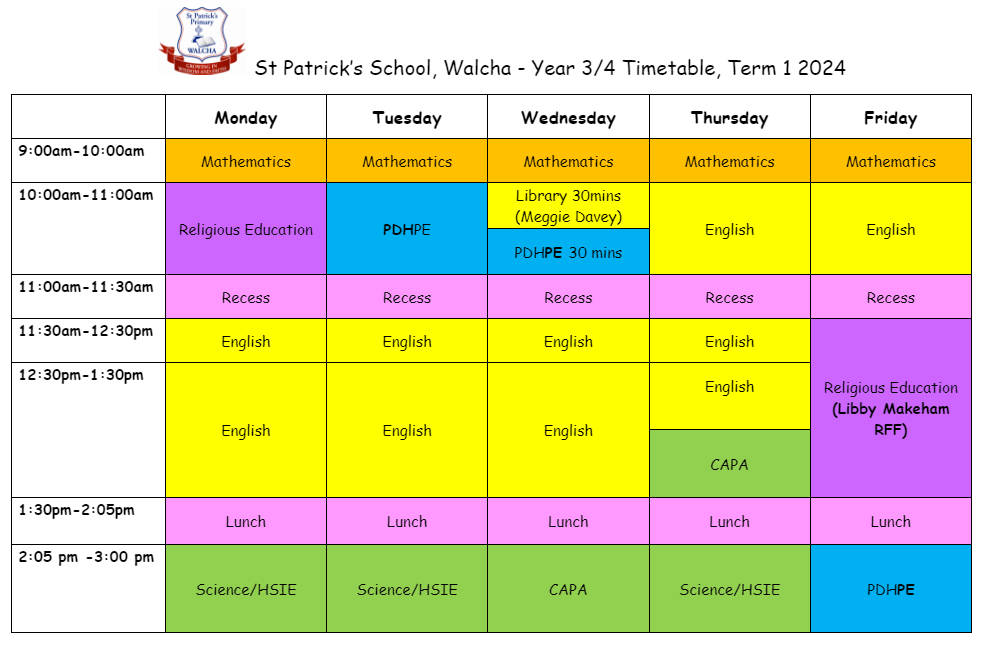 St Patrick's
Primary
WALCHA
GROWING IN
WISDOM AND FAITH
St Patrick's School, Walcha - Year 3/4 Timetable, Term 1 2024
Monday Tuesday Wednesday Thursday Friday
9:00am-10:00am Mathematics Mathematics Mathematics Mathematics Mathematics
10:00am-11:00am
Religious Education
PDHPE
Library 30mins
(Meggie Davey)
PDHPE 30 mins
English
English
11:00am-11:30am Recess Recess Recess Recess Recess
11:30am-12:30pm English English English English
12:30pm-1:30pm
English
English
English
English
CAPA
Religious Education
(Libby Makeham
RFF)
1:30pm-2:05pm Lunch Lunch Lunch Lunch Lunch
2:05 pm -3:00 pm Science/HSIE Science/HSIE CAPA Science/HSIE PDHPE